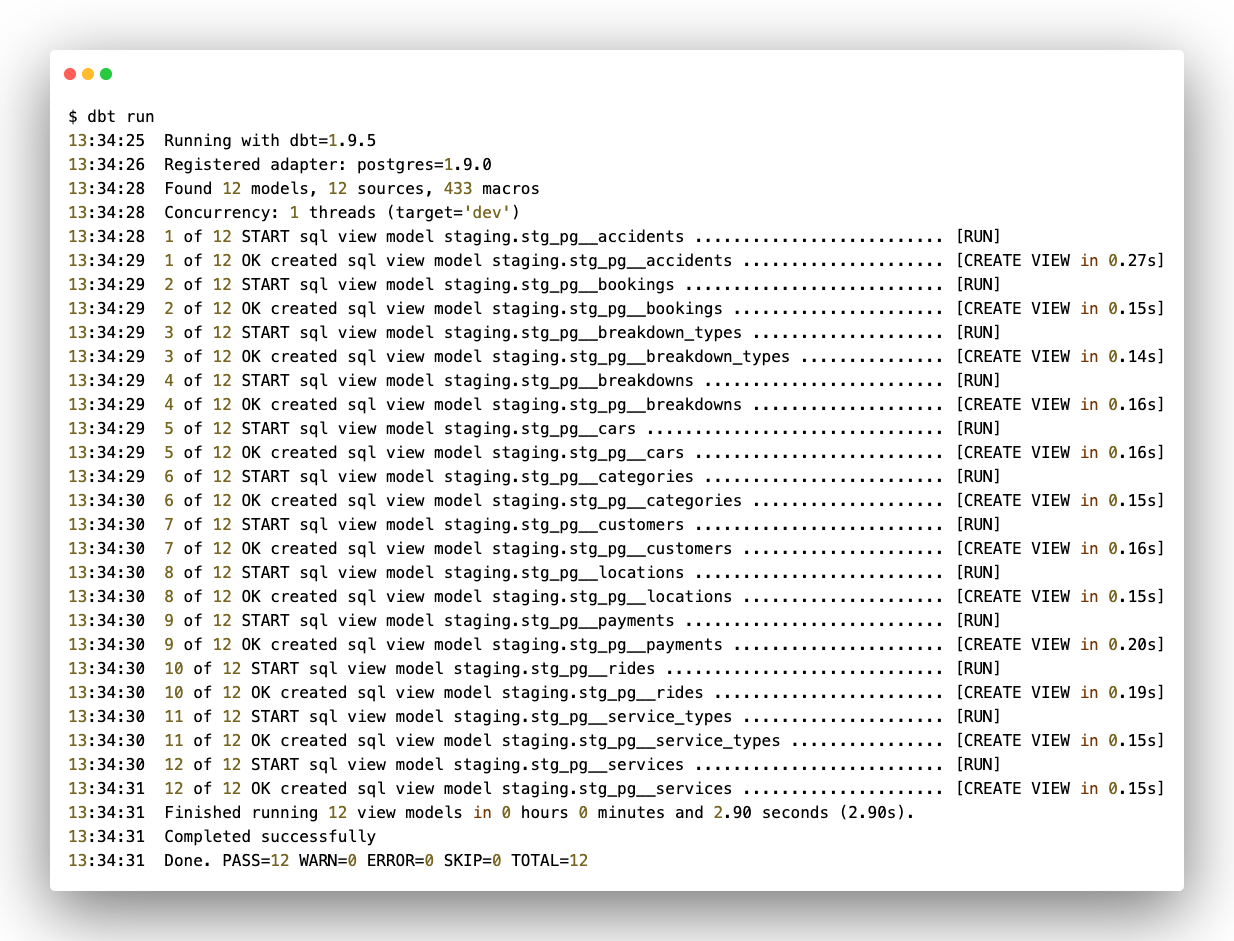 $ dbt run
13:34:25  Running with dbt=1.9.5
13:34:26  Registered adapter: postgres=1.9.0
13:34:28  Found 12 models, 12 sources, 433 macros
13:34:28  Concurrency: 1 threads (target='dev')
13:34:28  1 of 12 START sql view model staging.stg_pg__accidents .......................... [RUN]
13:34:29  1 of 12 OK created sql view model staging.stg_pg__accidents ..................... [CREATE VIEW in 0.27s]
13:34:29  2 of 12 START sql view model staging.stg_pg__bookings ........................... [RUN]
13:34:29  2 of 12 OK created sql view model staging.stg_pg__bookings ...................... [CREATE VIEW in 0.15s]
13:34:29  3 of 12 START sql view model staging.stg_pg__breakdown_types .................... [RUN]
13:34:29  3 of 12 OK created sql view model staging.stg_pg__breakdown_types ............... [CREATE VIEW in 0.14s]
13:34:29  4 of 12 START sql view model staging.stg_pg__breakdowns ......................... [RUN]
13:34:29  4 of 12 OK created sql view model staging.stg_pg__breakdowns .................... [CREATE VIEW in 0.16s]
13:34:29  5 of 12 START sql view model staging.stg_pg__cars ............................... [RUN]
13:34:29  5 of 12 OK created sql view model staging.stg_pg__cars .......................... [CREATE VIEW in 0.16s]
13:34:29  6 of 12 START sql view model staging.stg_pg__categories ......................... [RUN]
13:34:30  6 of 12 OK created sql view model staging.stg_pg__categories .................... [CREATE VIEW in 0.15s]
13:34:30  7 of 12 START sql view model staging.stg_pg__customers .......................... [RUN]
13:34:30  7 of 12 OK created sql view model staging.stg_pg__customers ..................... [CREATE VIEW in 0.16s]
13:34:30  8 of 12 START sql view model staging.stg_pg__locations .......................... [RUN]
13:34:30  8 of 12 OK created sql view model staging.stg_pg__locations ..................... [CREATE VIEW in 0.15s]
13:34:30  9 of 12 START sql view model staging.stg_pg__payments ........................... [RUN]
13:34:30  9 of 12 OK created sql view model staging.stg_pg__payments ...................... [CREATE VIEW in 0.20s]
13:34:30  10 of 12 START sql view model staging.stg_pg__rides ............................. [RUN]
13:34:30  10 of 12 OK created sql view model staging.stg_pg__rides ........................ [CREATE VIEW in 0.19s]
13:34:30  11 of 12 START sql view model staging.stg_pg__service_types ..................... [RUN]
13:34:30  11 of 12 OK created sql view model staging.stg_pg__service_types ................ [CREATE VIEW in 0.15s]
13:34:30  12 of 12 START sql view model staging.stg_pg__services .......................... [RUN]
13:34:31  12 of 12 OK created sql view model staging.stg_pg__services ..................... [CREATE VIEW in 0.15s]
13:34:31  Finished running 12 view models in 0 hours 0 minutes and 2.90 seconds (2.90s).
13:34:31  Completed successfully
13:34:31  Done. PASS=12 WARN=0 ERROR=0 SKIP=0 TOTAL=12